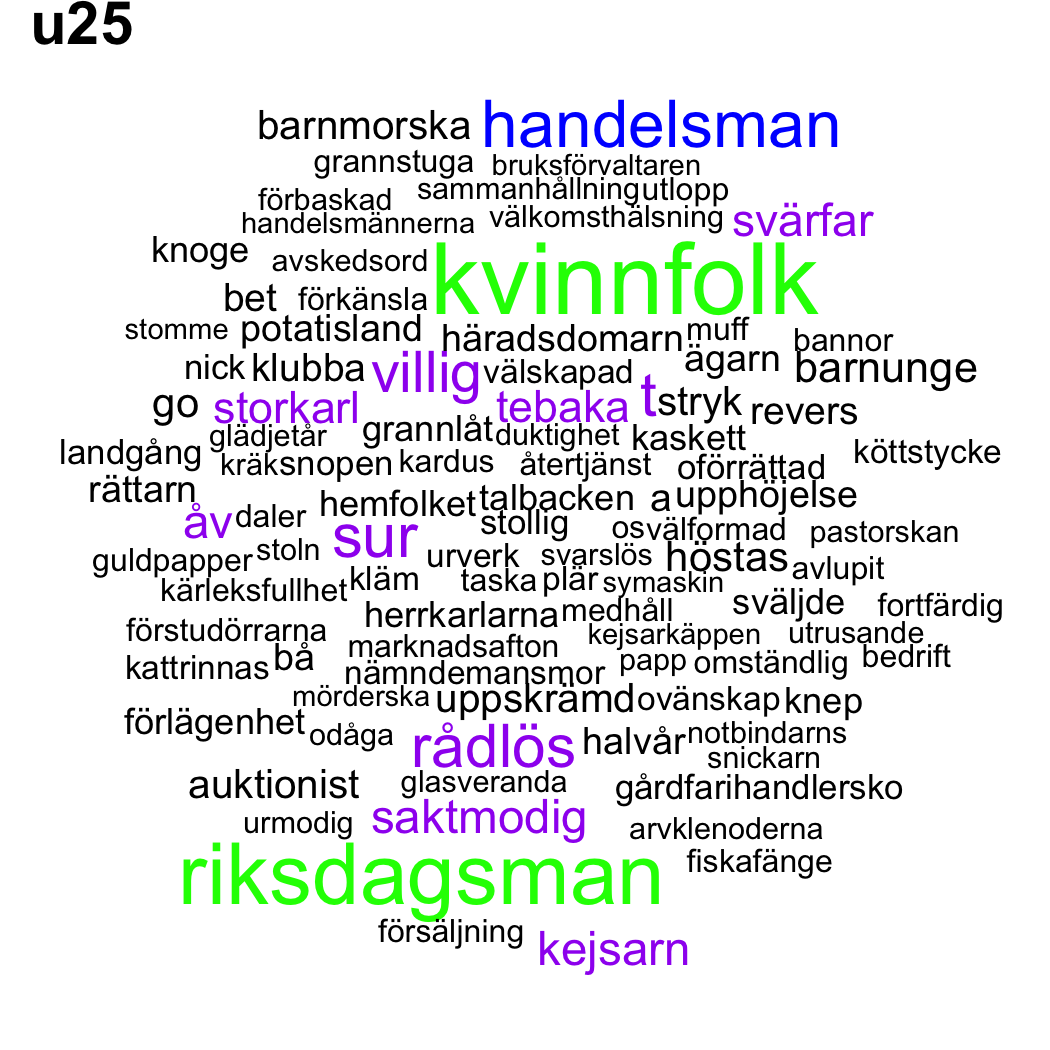 u25
barnmorska handelsman
grannstuga bruksförvaltaren
förbaskad sammanhållning utlopp
handelsmännerna välkomsthälsning svärfar
knoge avskedsord kvinnfolk
bet förkänsla
stomme potatisland häradsdomarn muff bannor
nick klubba villig välskapad ägarn barnunge
go storkarl tebaka t stryk revers
landgång glädjetår grannlåt duktighet kaskett köttstycke
kräksnopen kardus återtjänst oförrättad
rättarn hemfolket talbacken a upphöjelse
åv daler sur stollig osvälformad pastorskan
guldpapper stoln urverk svarslös höstas avlupit
kärleksfullhet kläm taska plär symaskin
herrkarlarna medhåll sväljde fortfärdig
förstudörrarna marknadsafton kejsarkäppen utrusande
kattrinnas bå nämndemansmor papp omständlig bedrift
mörderska uppskrämd ovänskap knep
förlägenhet odåga rådlös halvår notbindarns
snickarn
auktionist glasveranda gårdfarihandlersko
urmodig saktmodig arvklenoderna
riksdagsman fiskafänge
försäljning kejsarn